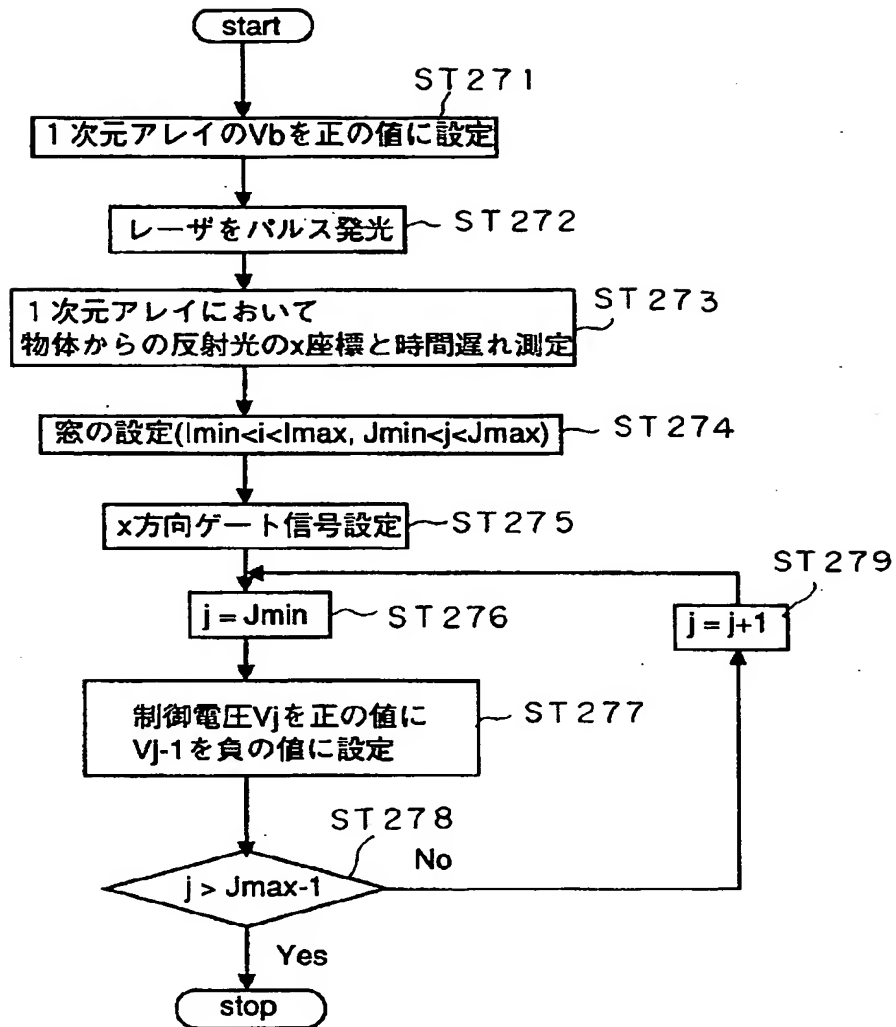 start
ST271
1次元アレイのVbを正の値に設定
レーザをパルス発光
ST272
1次元アレイにおいて
物体からの反射光のx座標と時間遅れ測定
ST273
窓の設定(Imin<i<Imax, Jmin<j<Jmax)
ST274
x方向ゲート信号設定
ST275
ST279
j = Jmin
ST276
j = j+1
制御電圧Vjを正の値に
Vj-1を負の値に設定
ST277
ST278
j > Jmax-1
No
Yes
stop